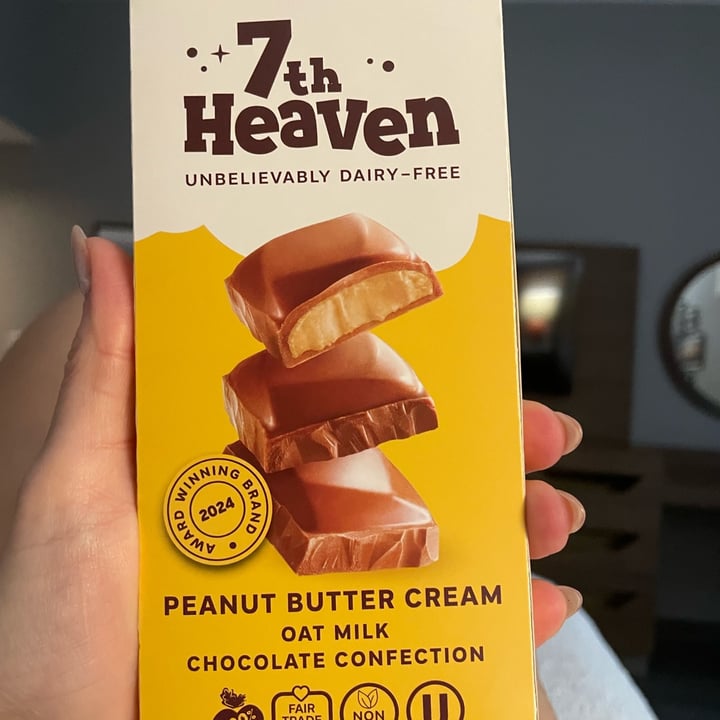 7th
Heaven
UNBELIEVABLY DAIRY-FREE
AWARD WINNING BRAND
2024
PEANUT BUTTER CREAM
OAT MILK
CHOCOLATE CONFECTION
FAIR
TRADE
NON
U